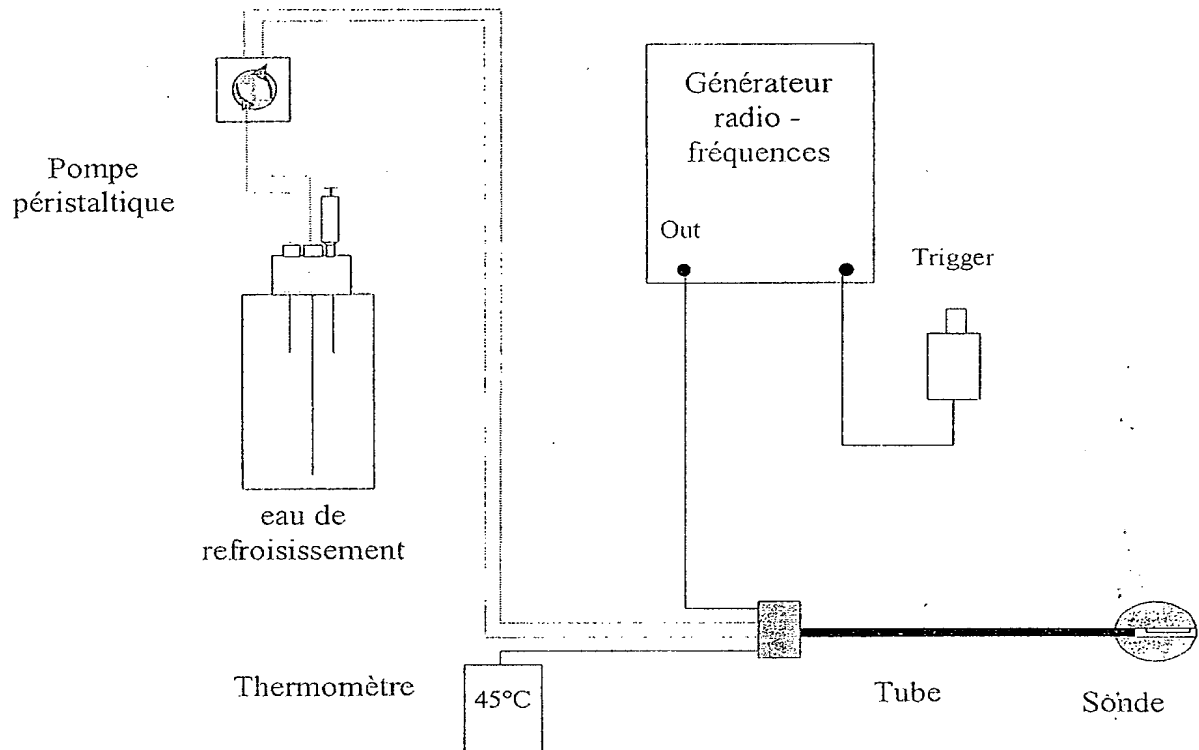 Générateur
radio -
fréquences
Pompe
péristaltique
Out
Trigger
eau de
refroisissement
Thermomètre
45°C
Tube
Sonde